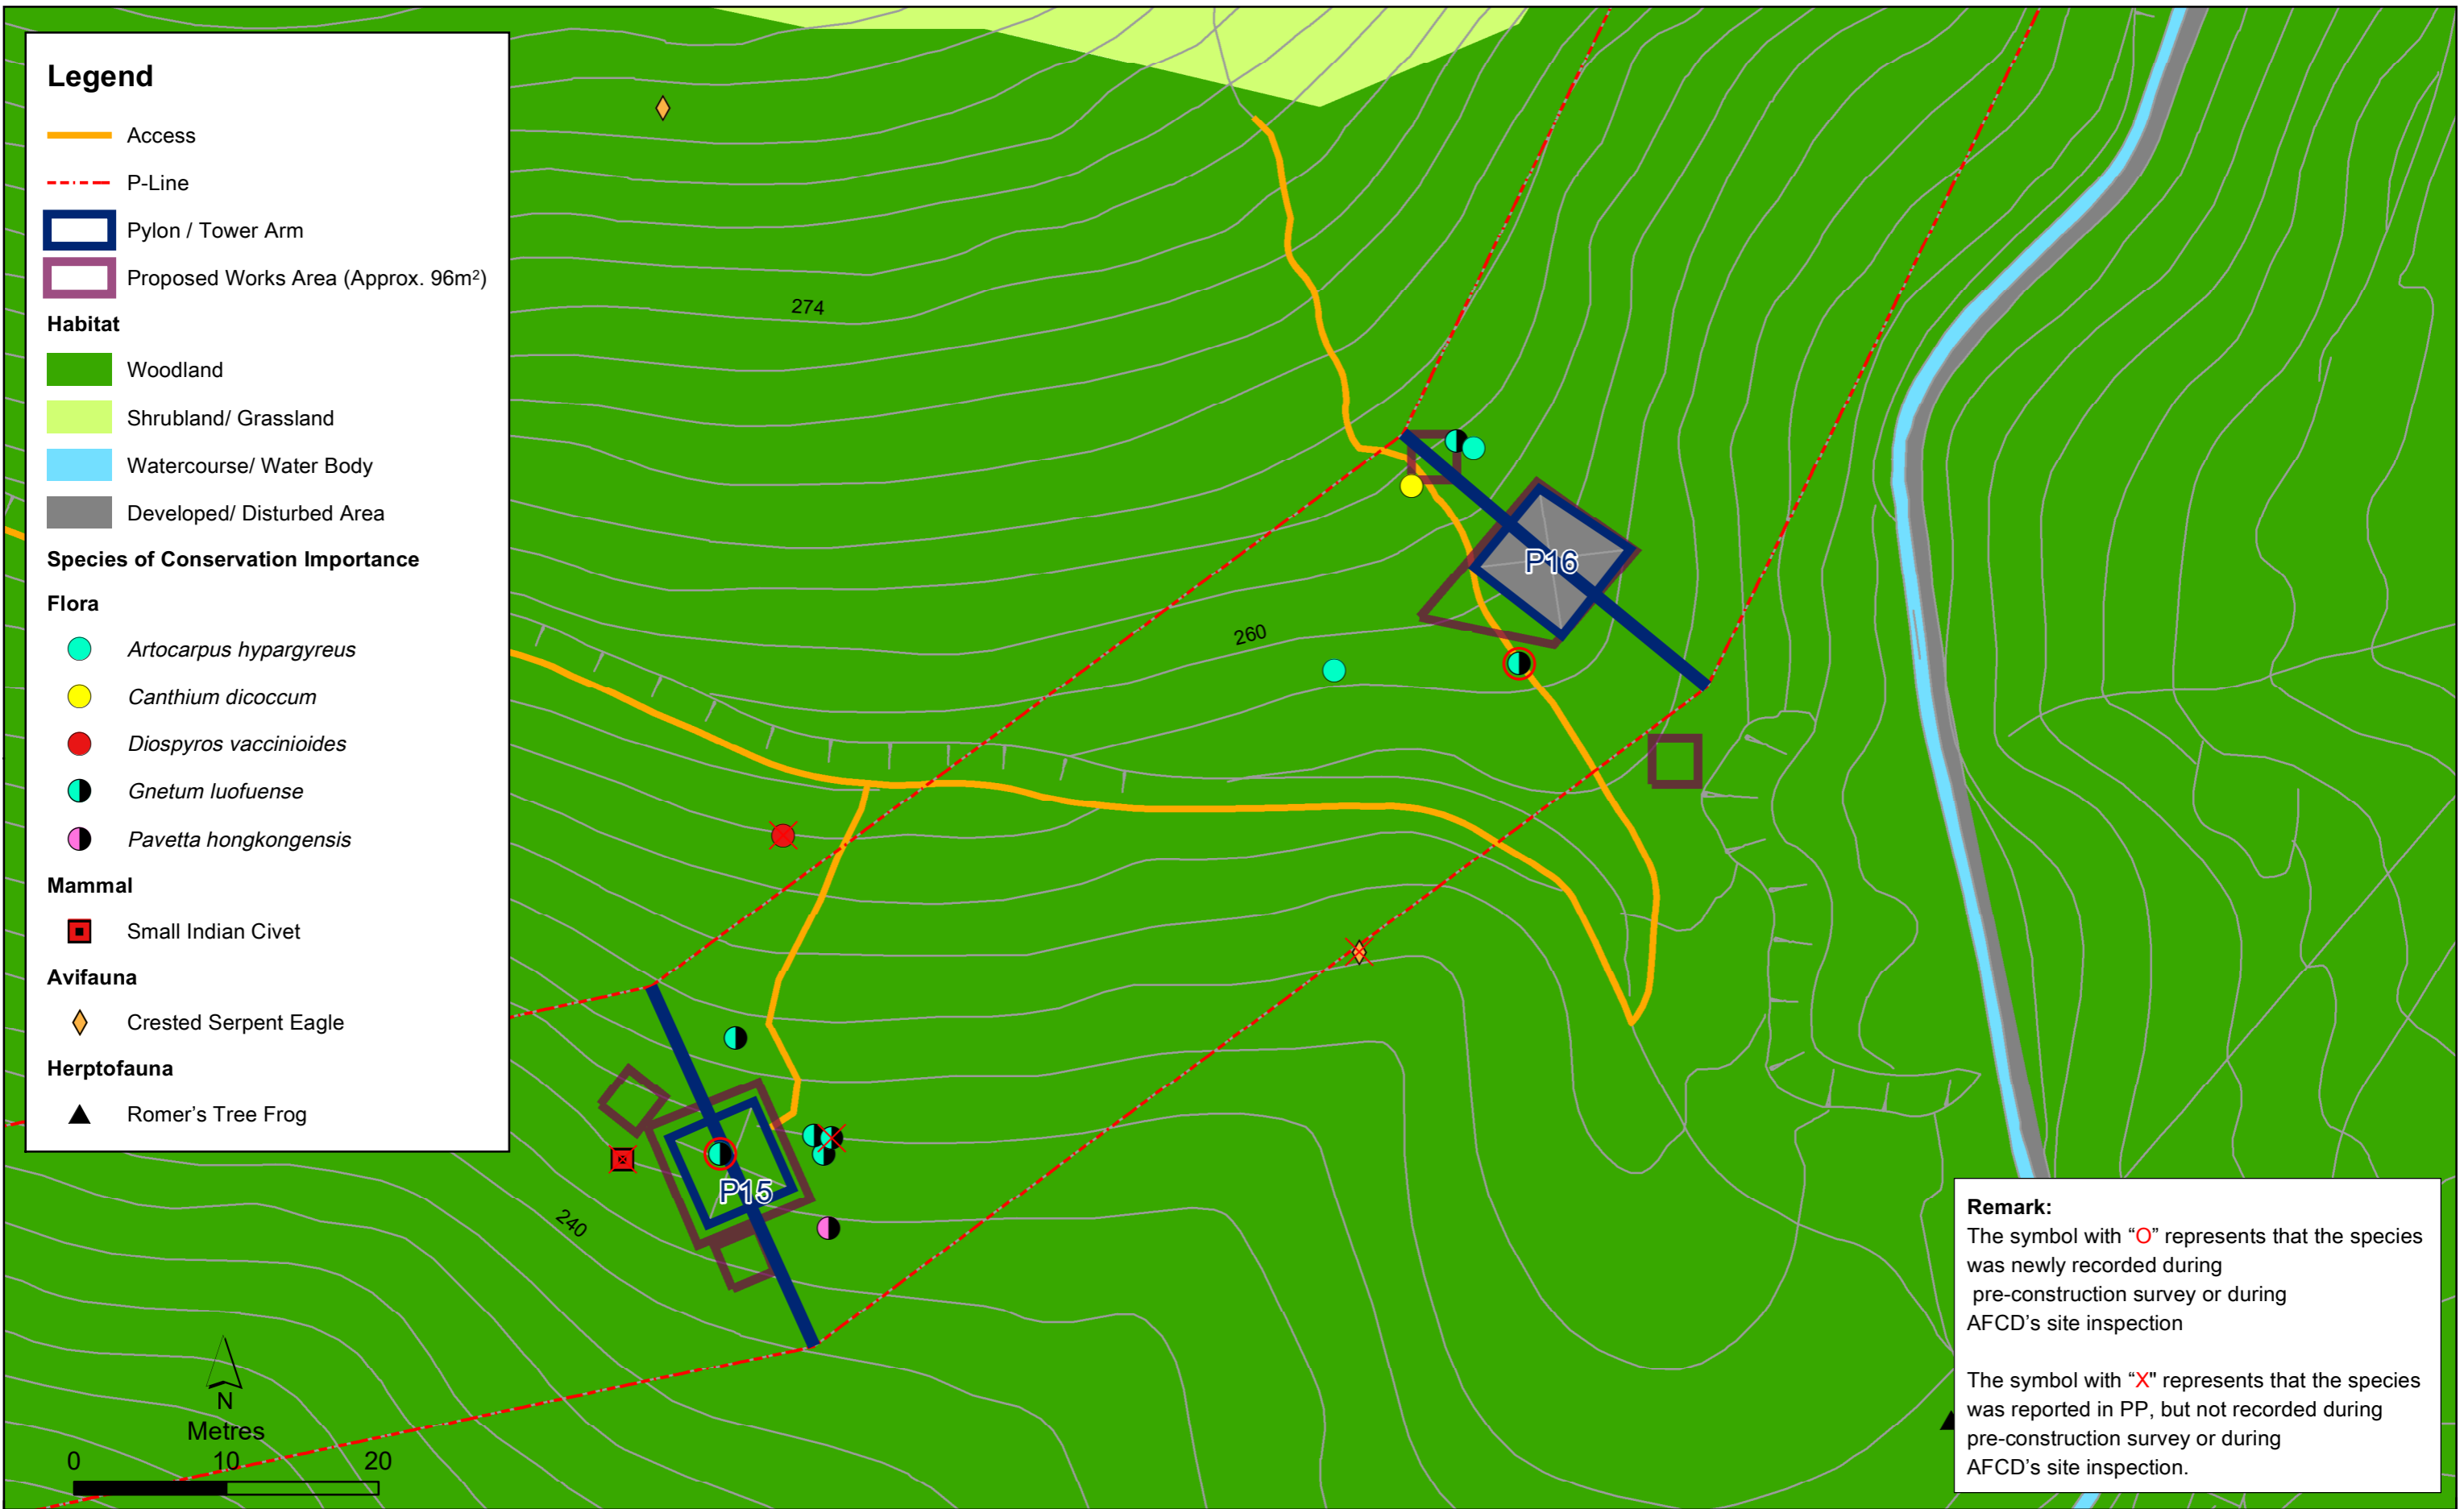 Legend
Access
P-Line
Pylon / Tower Arm
Proposed Works Area (Approx. 96m²)
Habitat
Woodland
Shrubland/ Grassland
Watercourse/ Water Body
Developed/ Disturbed Area
Species of Conservation Importance
Flora
Artocarpus hypargyreus
Canthium dicoccum
Diospyros vaccinioides
Gnetum luofuense
Pavetta hongkongensis
Mammal
Small Indian Civet
Avifauna
Crested Serpent Eagle
Herptofauna
Romer's Tree Frog
274
P16
260
P15
240
N
Metres
0 10 20
Remark:
The symbol with “O” represents that the species
was newly recorded during
pre-construction survey or during
AFCD's site inspection
The symbol with “X" represents that the species
was reported in PP, but not recorded during
pre-construction survey or during
AFCD's site inspection.